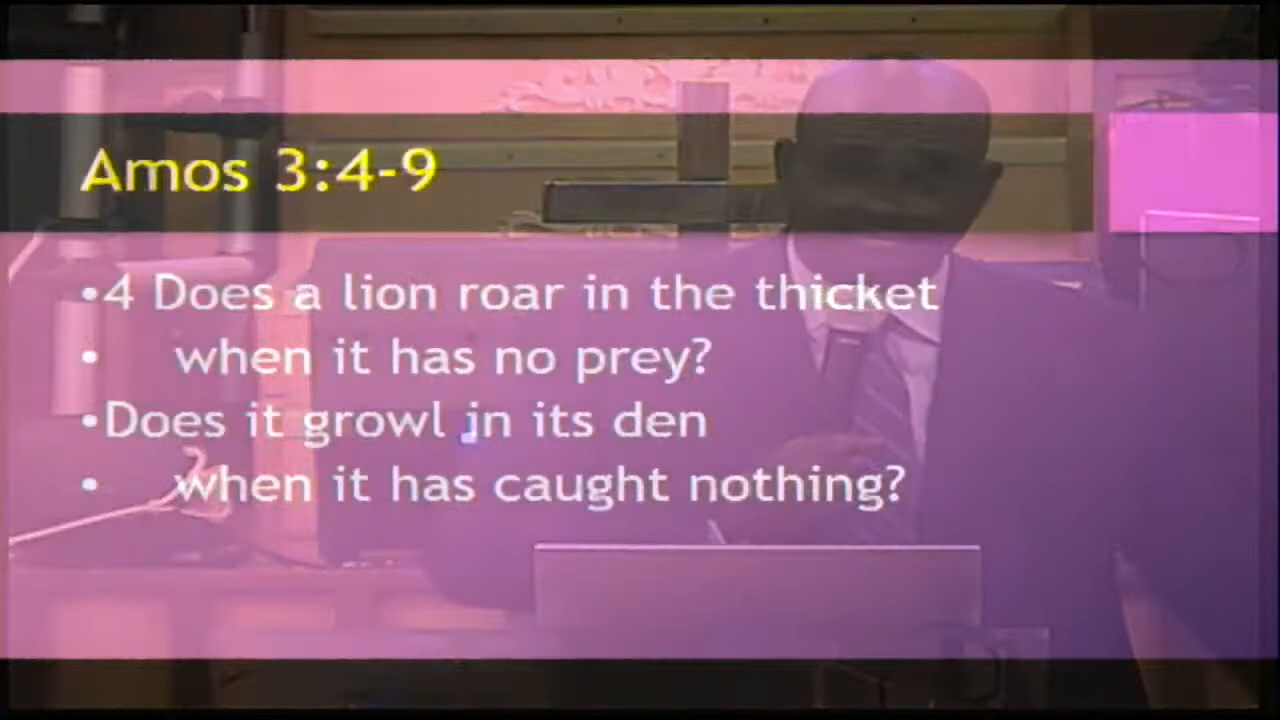 Amos 3:4-9
•4 Does a lion roar in the thicket
• when it has no prey?
•Does it growl in its den
• when it has caught nothing?